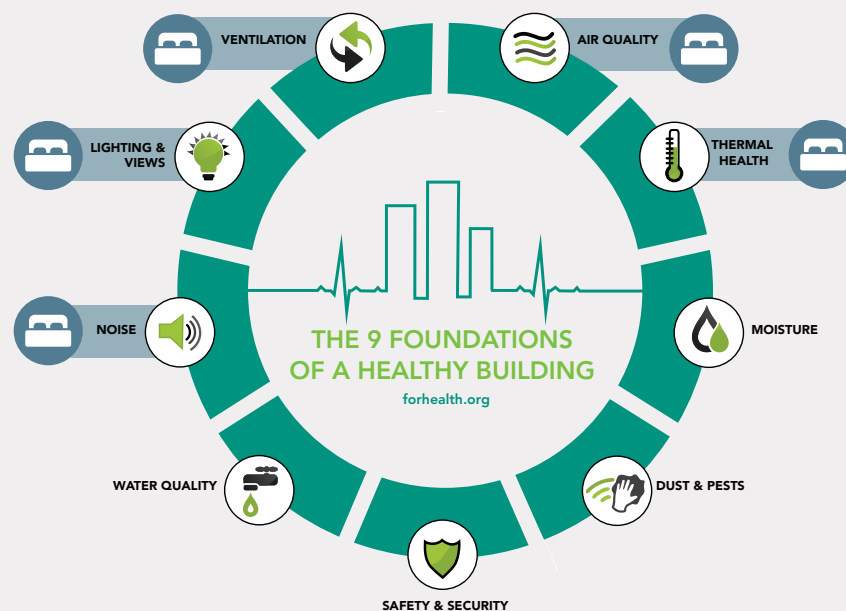 VENTILATION
AIR QUALITY
LIGHTING &
VIEWS
THERMAL
HEALTH
NOISE
MOISTURE
THE 9 FOUNDATIONS
OF A HEALTHY BUILDING
forhealth.org
WATER QUALITY
DUST & PESTS
SAFETY & SECURITY